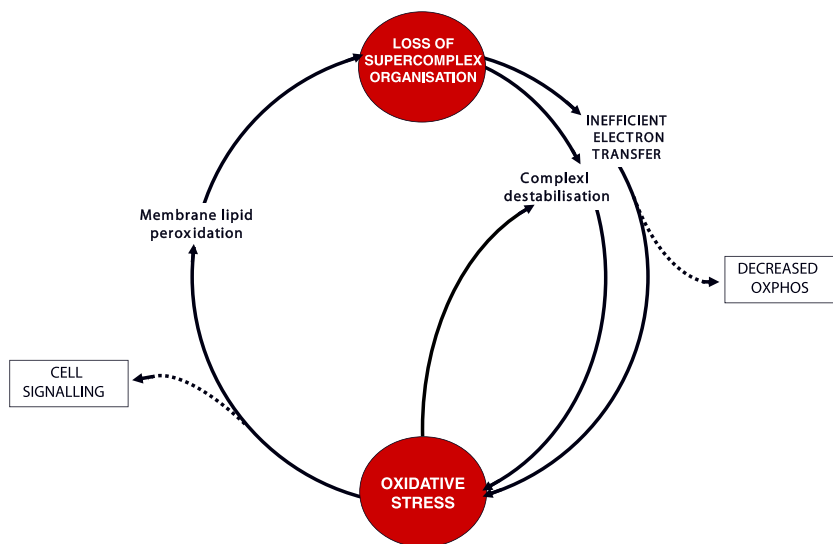 LOSS OF
SUPERCOMPLEX
ORGANISATION
INEFFICIENT
ELECTRON
TRANSFER
ComplexI
destabilisation
Membrane lipid
peroxidation
DECREASED
OXPHOS
CELL
SIGNALLING
OXIDATIVE
STRESS